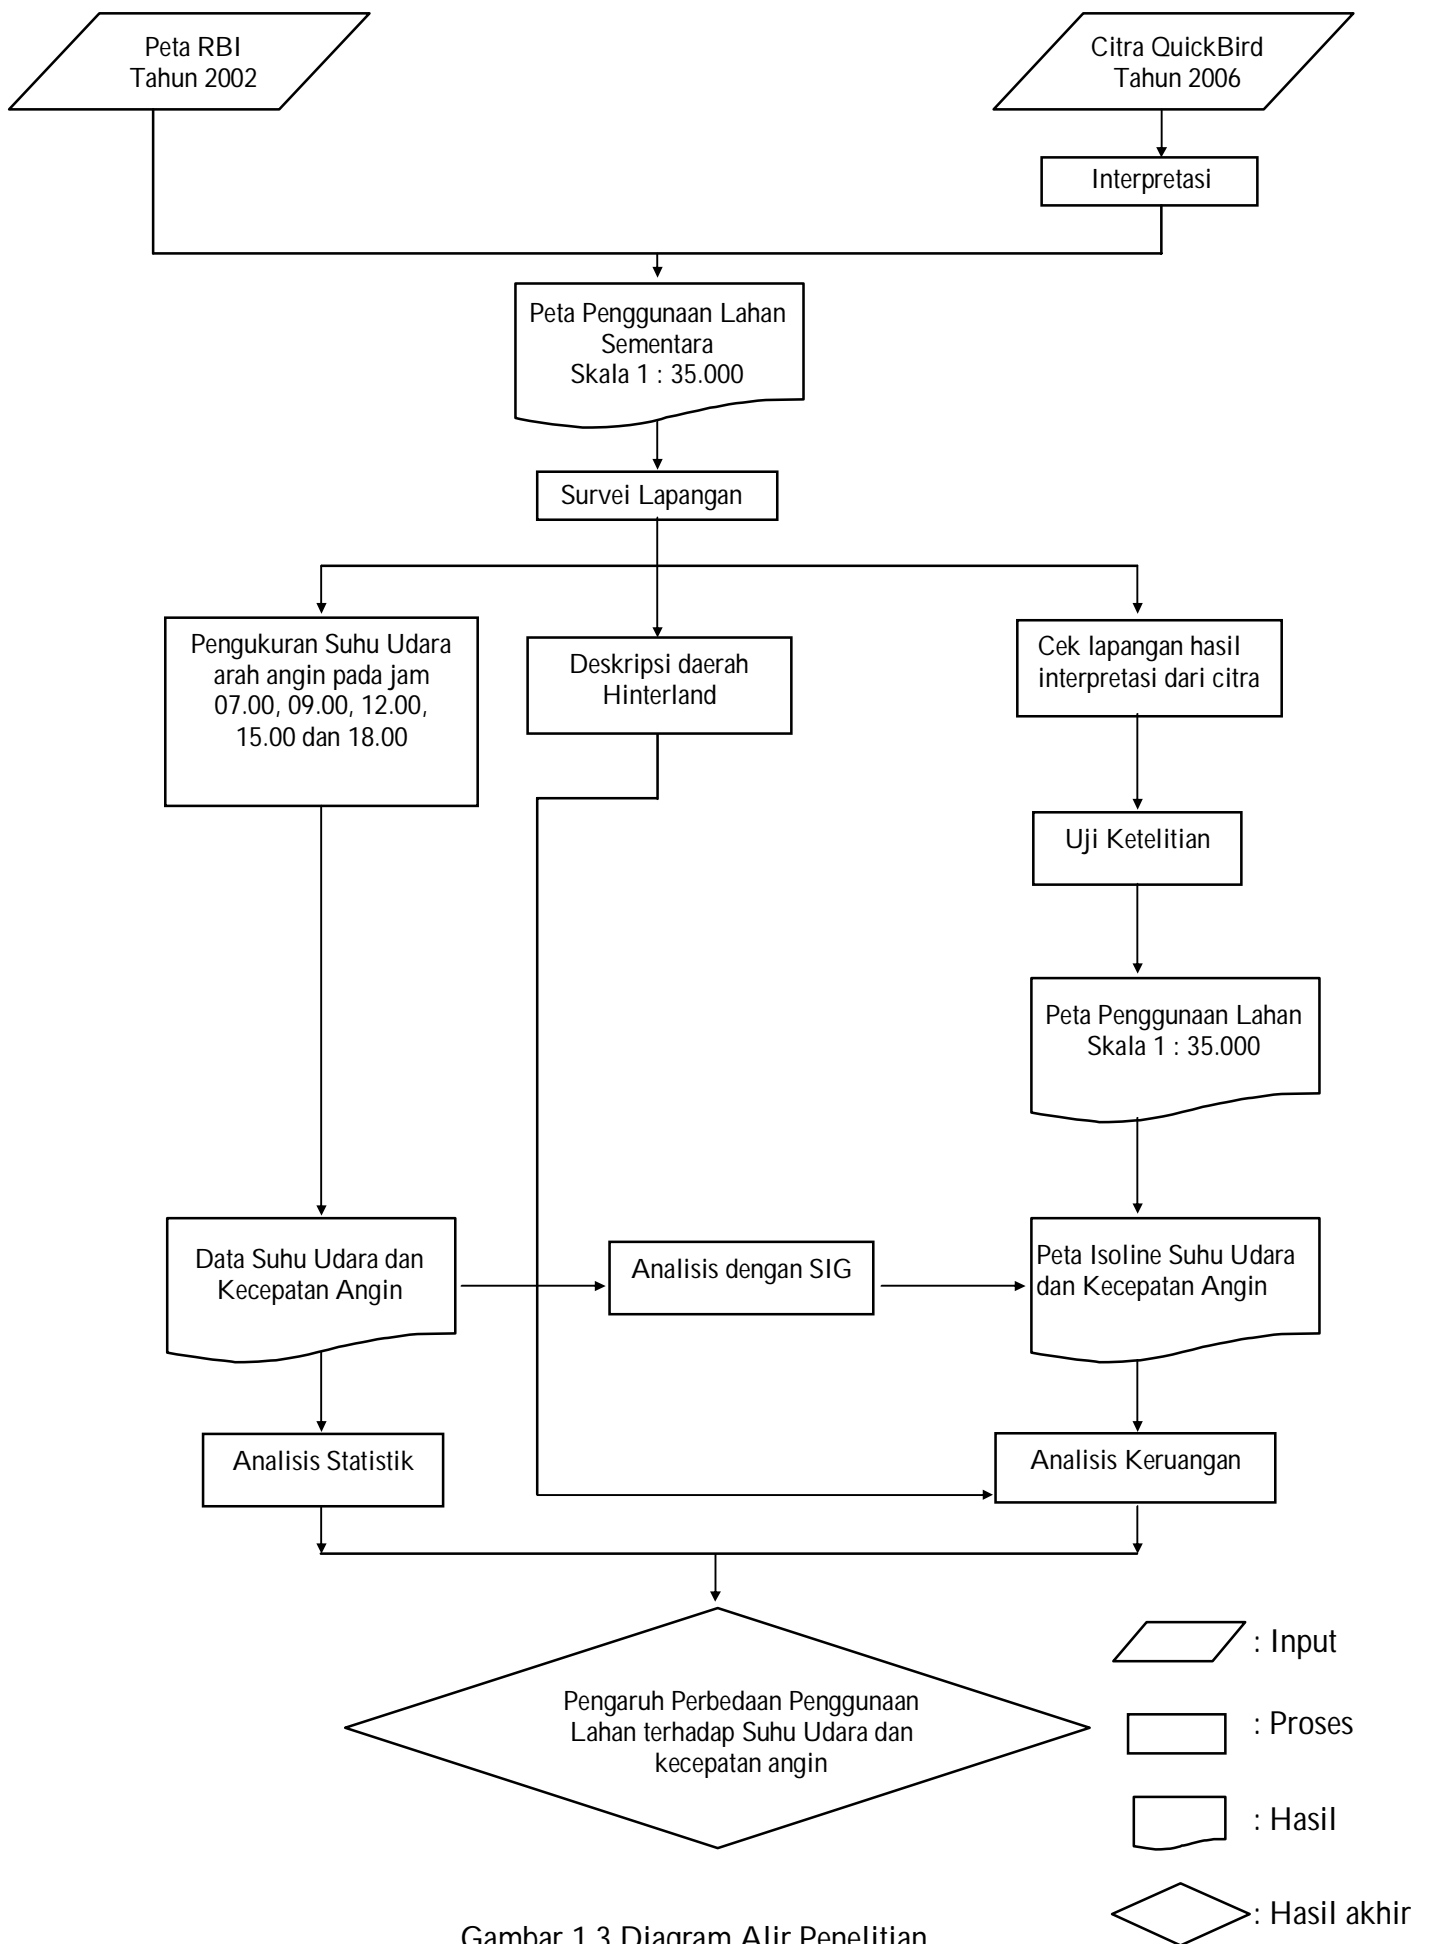 Peta RBI
Tahun 2002
Citra QuickBird
Tahun 2006
Interpretasi
Peta Penggunaan Lahan
Sementara
Skala 1 : 35.000
Survei Lapangan
Pengukuran Suhu Udara
arah angin pada jam
07.00, 09.00, 12.00,
15.00 dan 18.00
Deskripsi daerah
Hinterland
Cek lapangan hasil
interpretasi dari citra
Uji Ketelitian
Peta Penggunaan Lahan
Skala 1 : 35.000
Data Suhu Udara dan
Kecepatan Angin
Analisis dengan SIG
Peta Isoline Suhu Udara
dan Kecepatan Angin
Analisis Statistik
Analisis Keruangan
Pengaruh Perbedaan Penggunaan
Lahan terhadap Suhu Udara dan
kecepatan angin
: Input
: Proses
: Hasil
: Hasil akhir
Gambar 1.3 Diagram Alir Penelitian